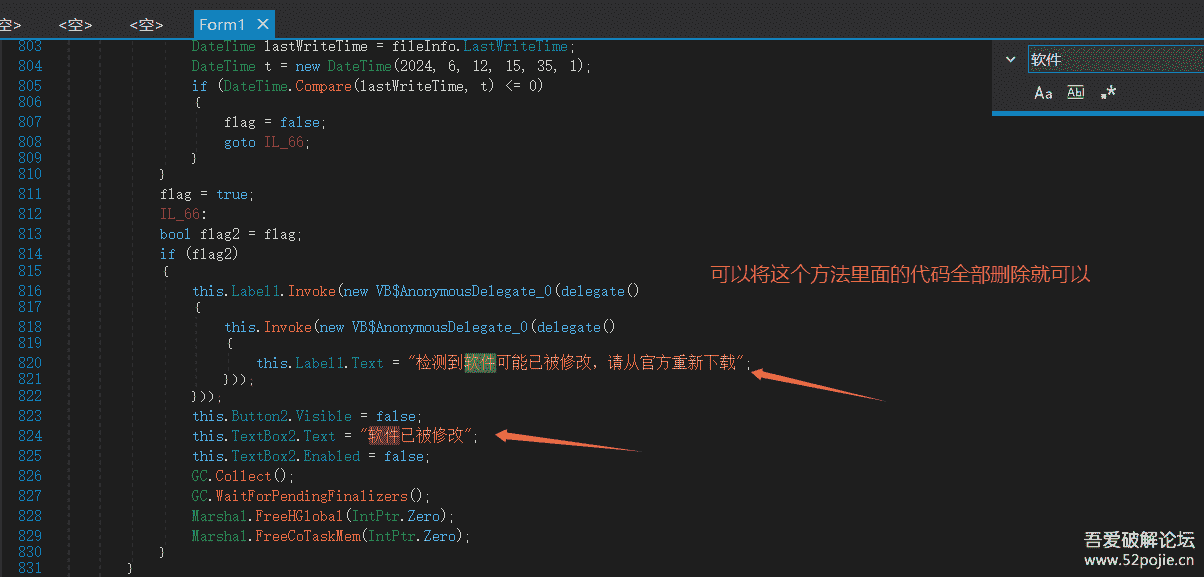 空> <空> <空> Form1
软件
803 DateTime lastWriteTime = fileInfo.LastWriteTime;
804 DateTime t = new DateTime(2024, 6, 12, 15, 35, 1);
805 if (DateTime.Compare(lastWriteTime, t) <= 0)
806 {
807 flag = false;
808 goto IL_66;
809 }
810 }
811 flag = true;
812 IL_66:
813 bool flag2 = flag;
814 if (flag2)
815 {
可以将这个方法里面的代码全部删除就可以
816 this.Label1.Invoke(new VB$AnonymousDelegate_0(delegate()
817 {
818 this.Invoke(new VB$AnonymousDelegate_0(delegate()
819 {
820 this.Label1.Text = "检测到软件可能已被修改，请从官方重新下载";
821 }));
822 }));
823 this.Button2.Visible = false;
824 this.TextBox2.Text = "软件已被修改";
825 this.TextBox2.Enabled = false;
826 GC.Collect();
827 GC.WaitForPendingFinalizers();
828 Marshal.FreeHGlobal(IntPtr.Zero);
829 Marshal.FreeCoTaskMem(IntPtr.Zero);
830 }
831 }
Aa Ab| .*
吾爱破解论坛
www.52pojie.cn